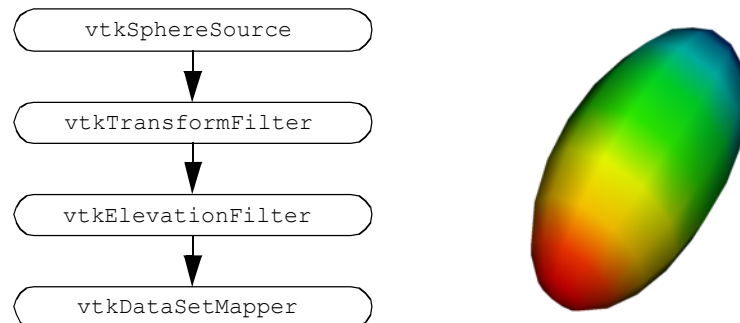 vtkSphereSource
vtkTransformFilter
vtkElevationFilter
vtkDataSetMapper